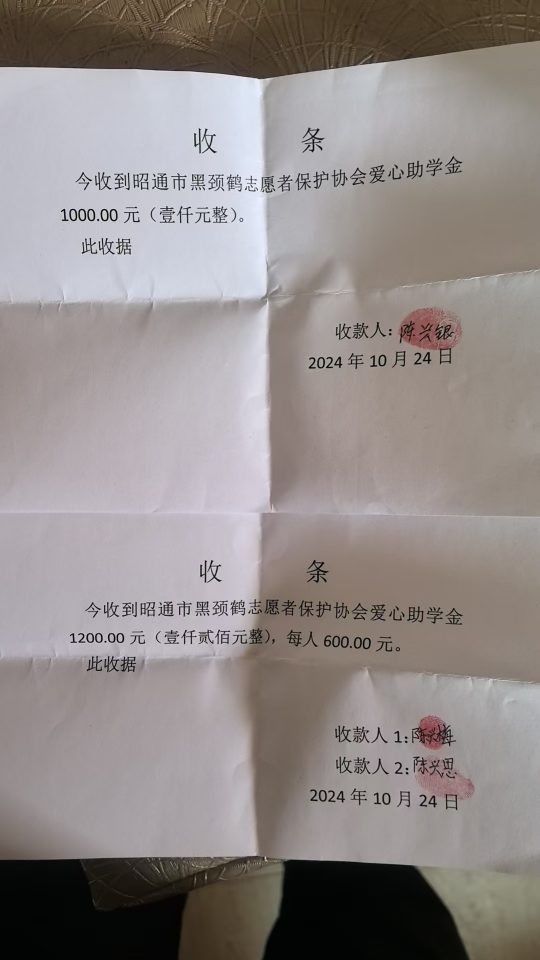 收 条
今收到昭通市黑颈鹤志愿者保护协会爱心助学金
1000.00 元（壹仟元整）。
此收据
收款人：陈兴银
2024 年 10 月 24 日
收 条
今收到昭通市黑颈鹤志愿者保护协会爱心助学金
1200.00 元（壹仟贰佰元整），每人 600.00 元。
此收据
收款人 1：陈兴梅
收款人 2：陈兴思
2024 年 10 月 24 日